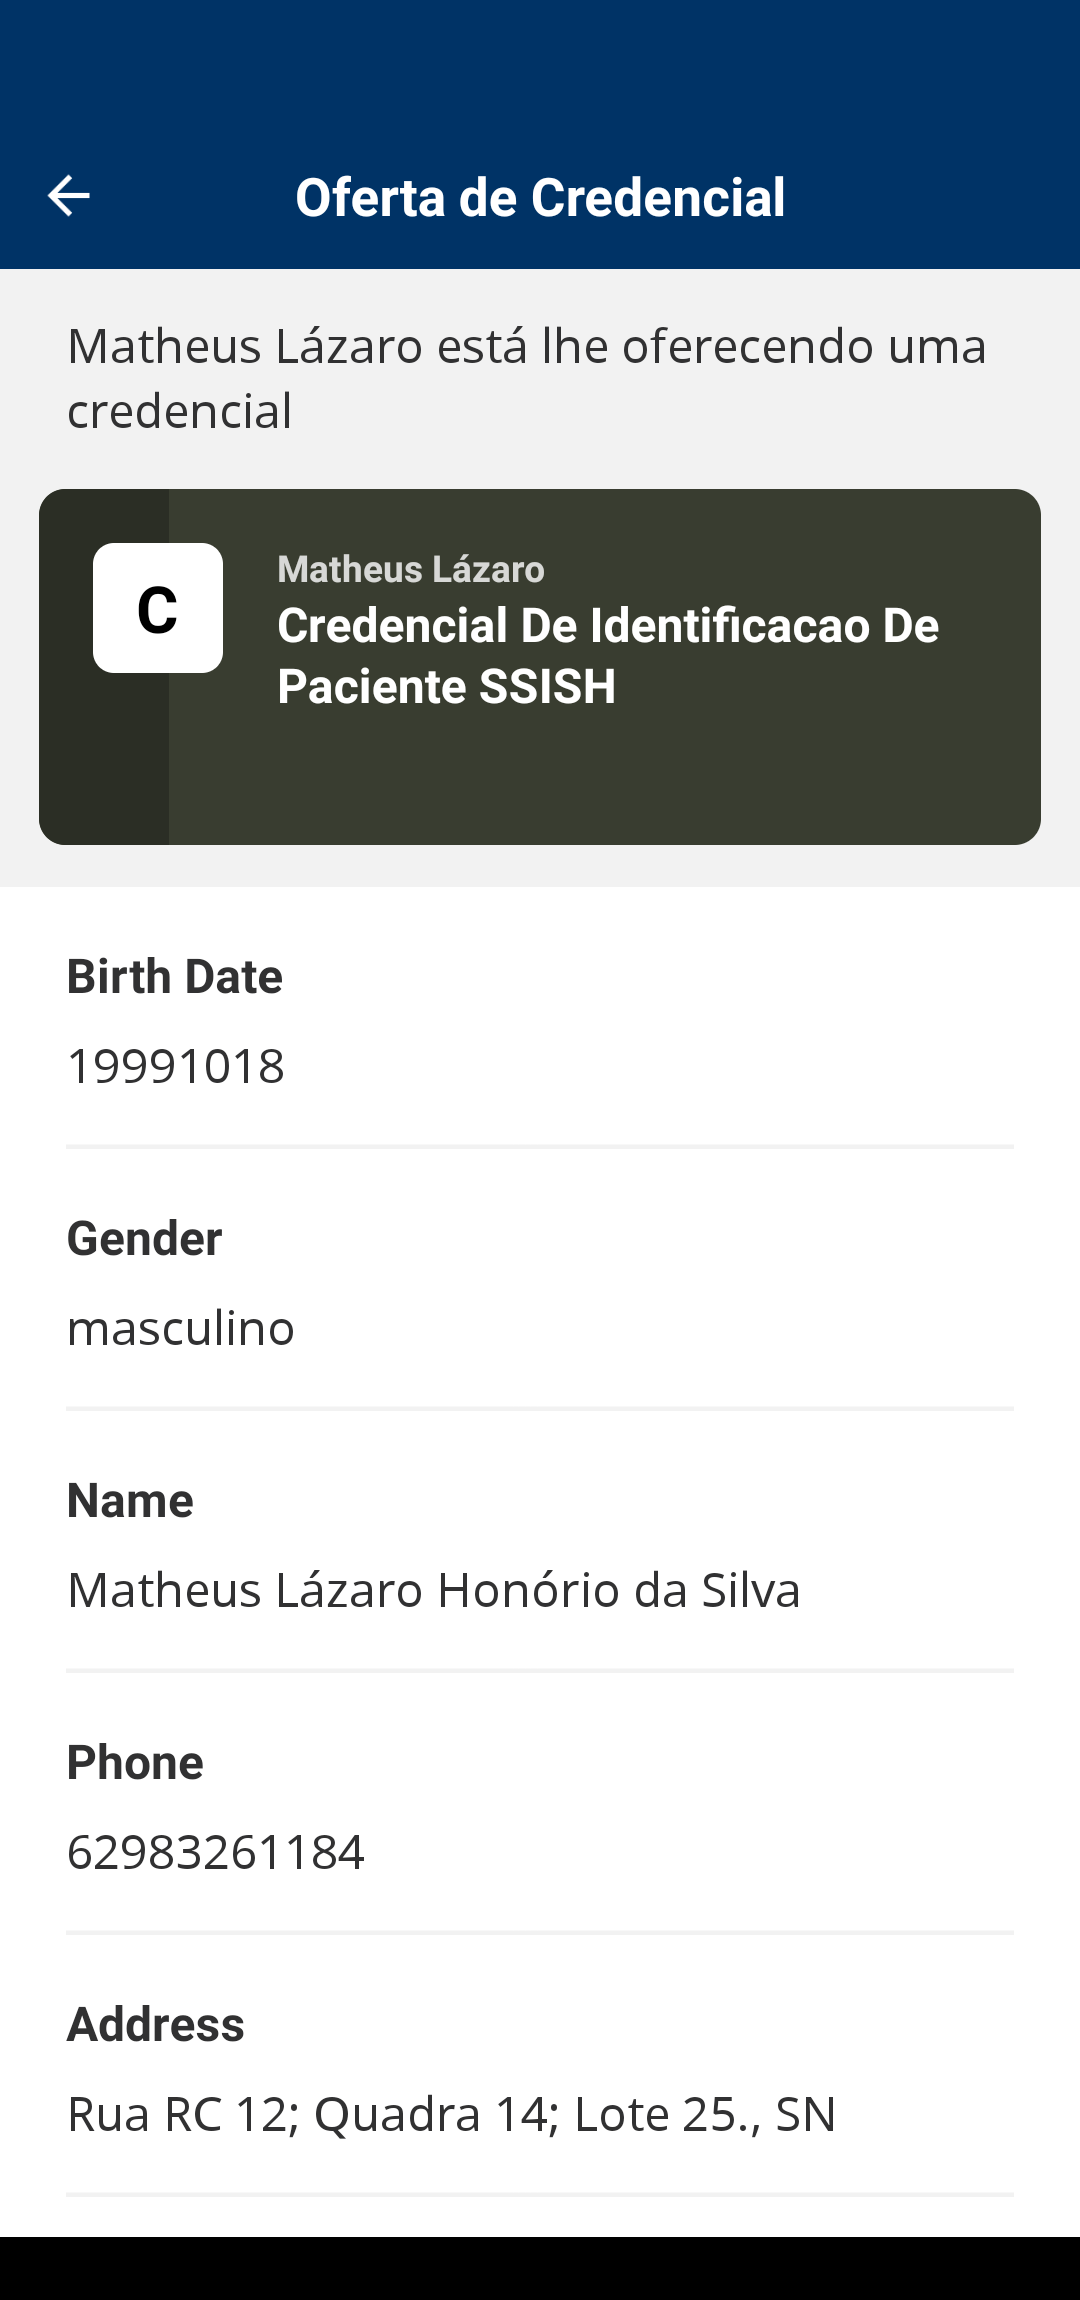 Oferta de Credencial
Matheus Lázaro está lhe oferecendo uma
credencial
C
Matheus Lázaro
Credencial De Identificacao De
Paciente SSISH
Birth Date
19991018
Gender
masculino
Name
Matheus Lázaro Honório da Silva
Phone
62983261184
Address
Rua RC 12; Quadra 14; Lote 25., SN